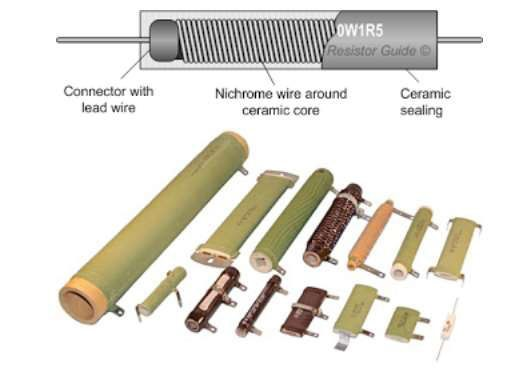 0W1R5
Resistor Guide ©
Connector with
lead wire
Nichrome wire around
ceramic core
Ceramic
sealing